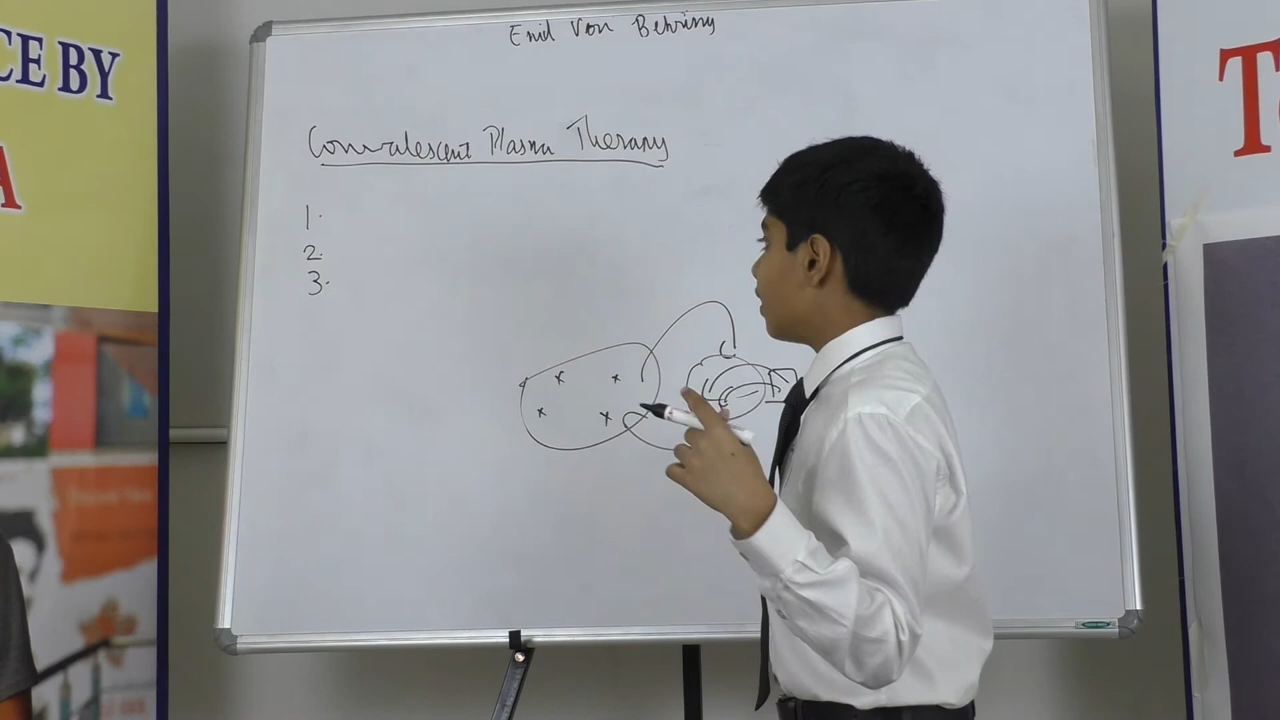 Emil Von Behring
CE BY
A
Convalescent Plasma Therapy
1.
2.
3.